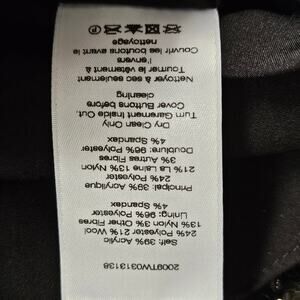 2009TW0313138
Self: 39% Acrylic
24% Polyester 21% Wool
13% Nylon 3% Other Fibre
Lining: 96% Polyester
4% Spandex
Principal: 39% Acrylique
24% Polyester
21% La Laine 13% Nylon
3% Autres Fibres
Doublure: 96% Polyester
4% Spandex
Dry Clean Only
Turn Garment Inside Out.
Cover Buttons before
cleaning
Nettoyer à sec seulement
Tourner le vêtement à
l'envers
Couvrir les boutons avant le
nettoyage
P